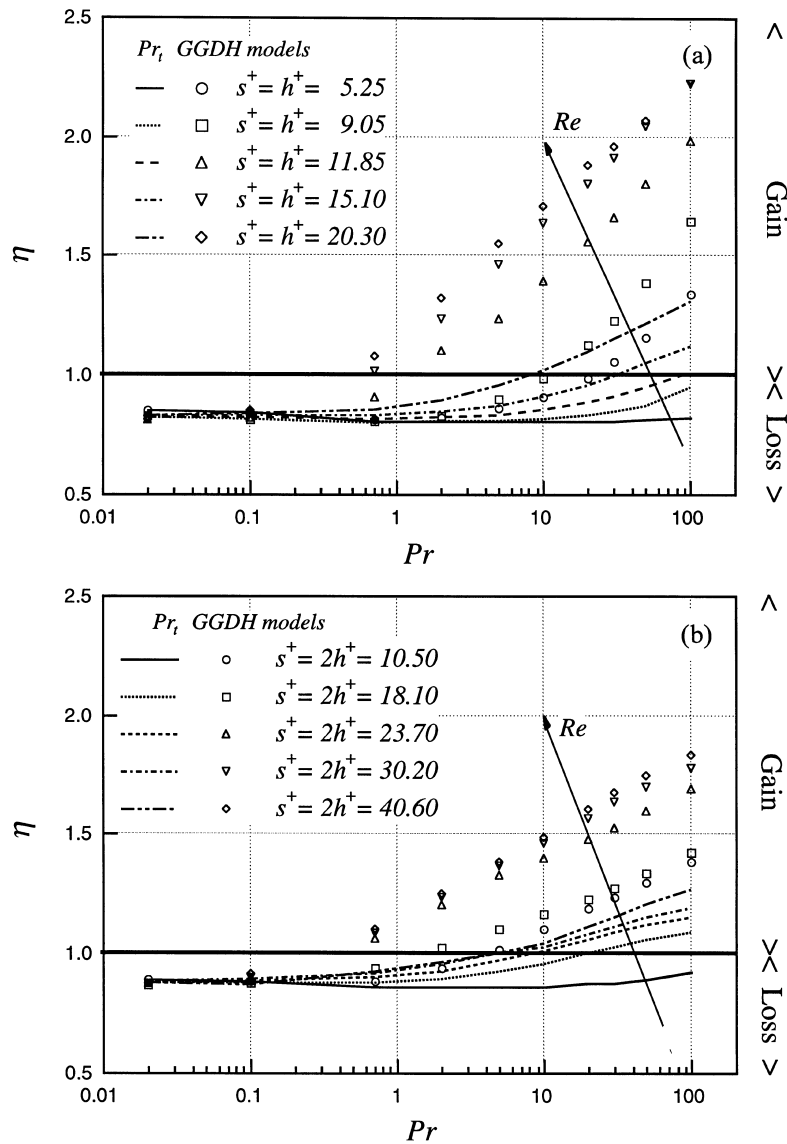 2.5
(a)
<
Pr_t GGDH models
s^+ = h^+ = 5.25
s^+ = h^+ = 9.05
s^+ = h^+ = 11.85
s^+ = h^+ = 15.10
s^+ = h^+ = 20.30
Re
2.0
1.5
1.0
0.5
η
Gain
><
Loss
>
0.01 0.1 1 10 100
Pr
2.5
(b)
<
Pr_t GGDH models
s^+ = 2h^+ = 10.50
s^+ = 2h^+ = 18.10
s^+ = 2h^+ = 23.70
s^+ = 2h^+ = 30.20
s^+ = 2h^+ = 40.60
Re
2.0
1.5
1.0
0.5
η
Gain
><
Loss
>
0.01 0.1 1 10 100
Pr